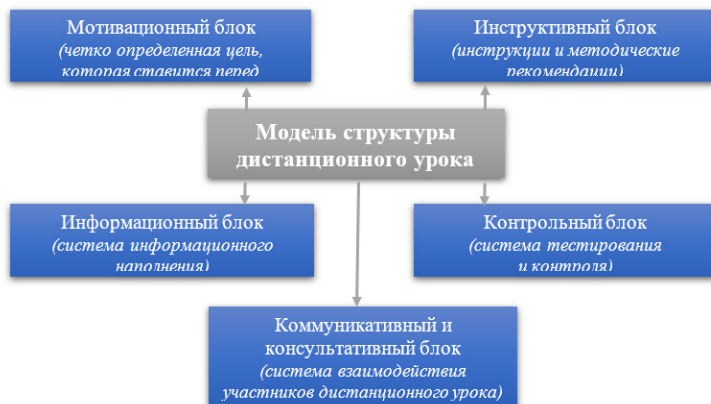 Мотивационный блок
(четко определенная цель,
которая ставится перед
Инструктивный блок
(инструкции и методические
рекомендации)
Модель структуры
дистанционного урока
Информационный блок
(система информационного
наполнения)
Контрольный блок
(система тестирования
и контроля)
Коммуникативный и
консультативный блок
(система взаимодействия
участников дистанционного урока)